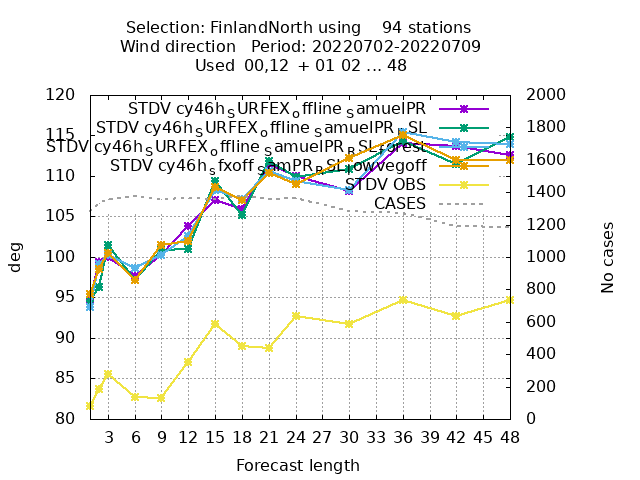 Selection: FinlandNorth using 94 stations
Wind direction Period: 20220702-20220709
Used 00,12 + 01 02 ... 48
STDV cy46h_SURFEX_offline_SamuelPR
STDV cy46h_SURFEX_offline_SamuelPR_PSL
STDV OBS
CASES
120
115
110
105
100
95
90
85
80
2000
1800
1600
1400
1200
1000
800
600
400
200
0
deg
No cases
3 6 9 12 15 18 21 24 27 30 33 36 39 42 45 48
Forecast length